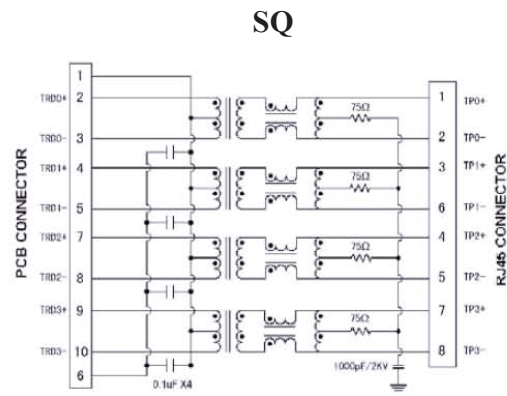 SQ
1
TRD0+ 2
75Ω
1 TP0+
TRD0- 3
2 TP0-
TRD1+ 4
75Ω
3 TP1+
TRD1- 5
6 TP1-
TRD2+ 7
75Ω
4 TP2+
TRD2- 8
5 TP2-
TRD3+ 9
75Ω
7 TP3+
TRD3- 10
8 TP3-
6
0.1uF X4
1000pF/2KV
PCB CONNECTOR
RJ45 CONNECTOR